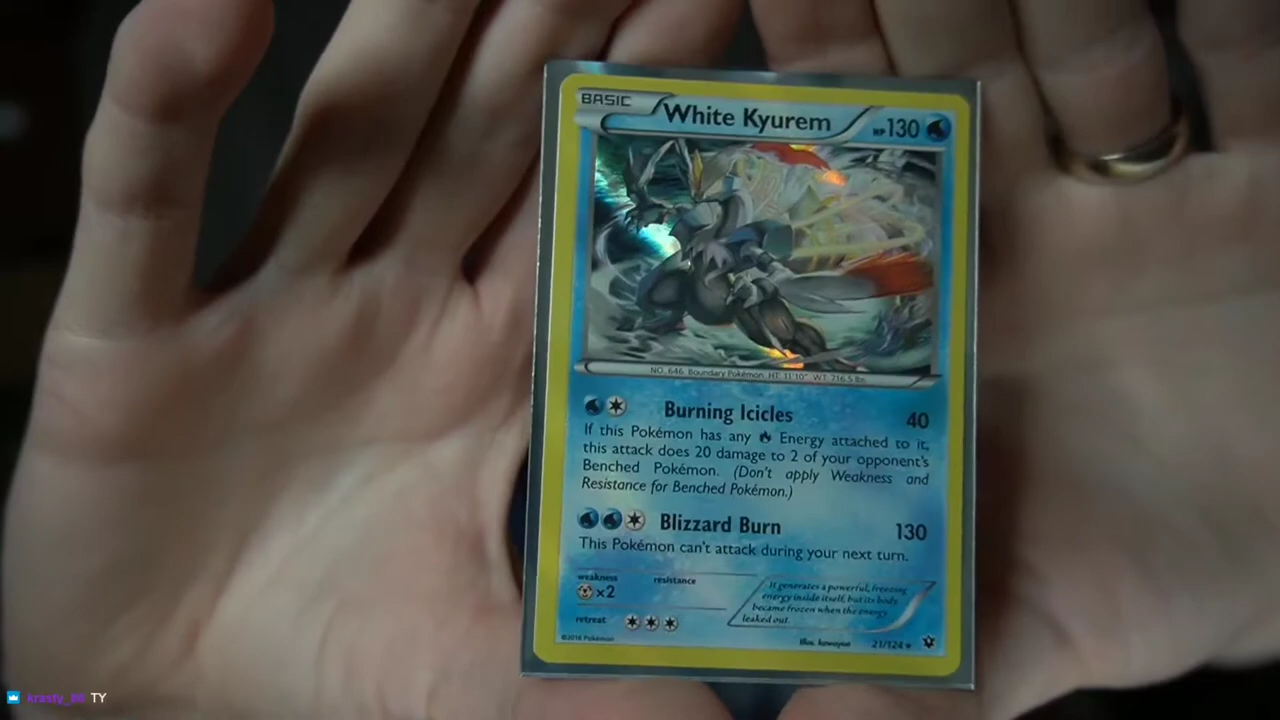 BASIC
White Kyurem
HP 130
NO. 646 Boundary Pokémon HT: 11'10" WT: 716.5 lbs.
Burning Icicles 40
If this Pokémon has any Energy attached to it,
this attack does 20 damage to 2 of your opponent's
Benched Pokémon. (Don't apply Weakness and
Resistance for Benched Pokémon.)
Blizzard Burn 130
This Pokémon can't attack during your next turn.
weakness resistance
×2
retreat
It generates a powerful, freezing
energy inside itself, but its body
became frozen when the energy
leaked out.
©2016 Pokémon
Illus. kawayoo
21/124
TY